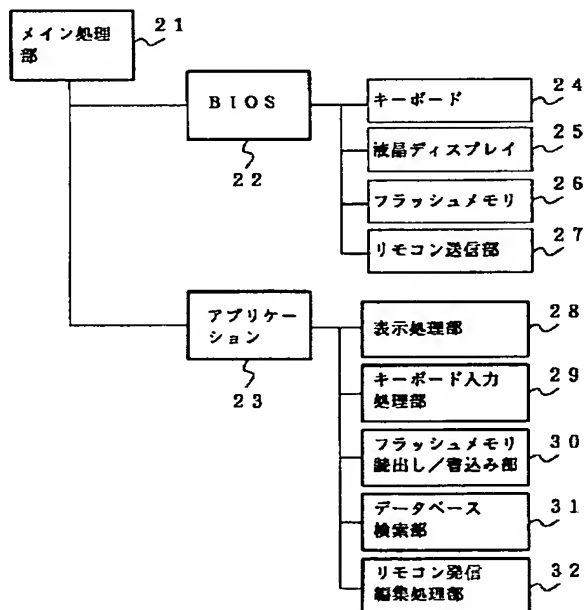 メイン処理
部
21
BIOS
22
キーボード
24
液晶ディスプレイ
25
フラッシュメモリ
26
リモコン送信部
27
アプリケー
ション
23
表示処理部
28
キーボード入力
処理部
29
フラッシュメモリ
読出し/書込み部
30
データベース
検索部
31
リモコン発信
編集処理部
32